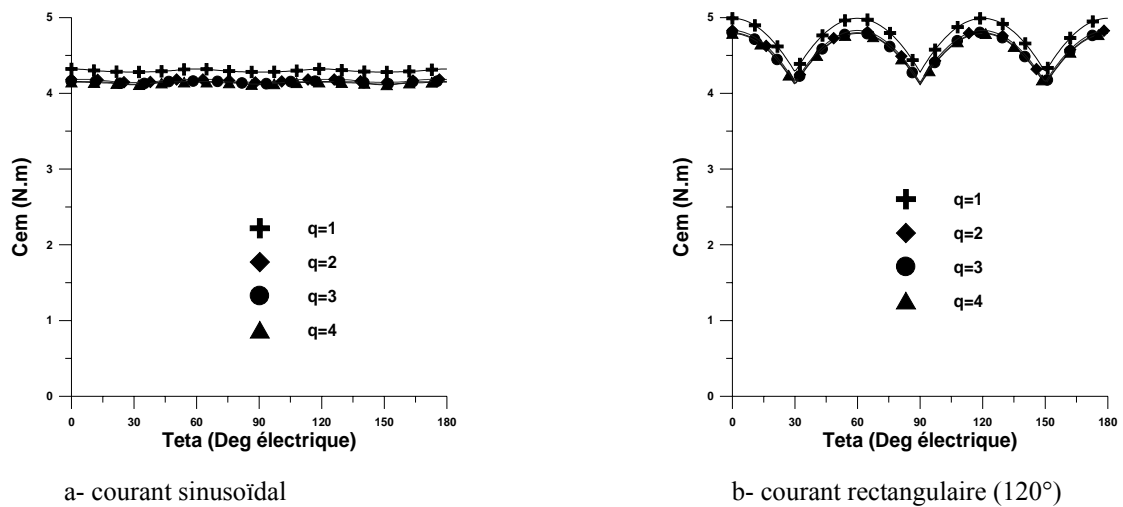 5
4
3
2
1
0
Cem (N.m)
q=1
q=2
q=3
q=4
0 30 60 90 120 150 180
Teta (Deg électrique)
a- courant sinusoïdal
5
4
3
2
1
0
Cem (N.m)
q=1
q=2
q=3
q=4
0 30 60 90 120 150 180
Teta (Deg électrique)
b- courant rectangulaire (120°)